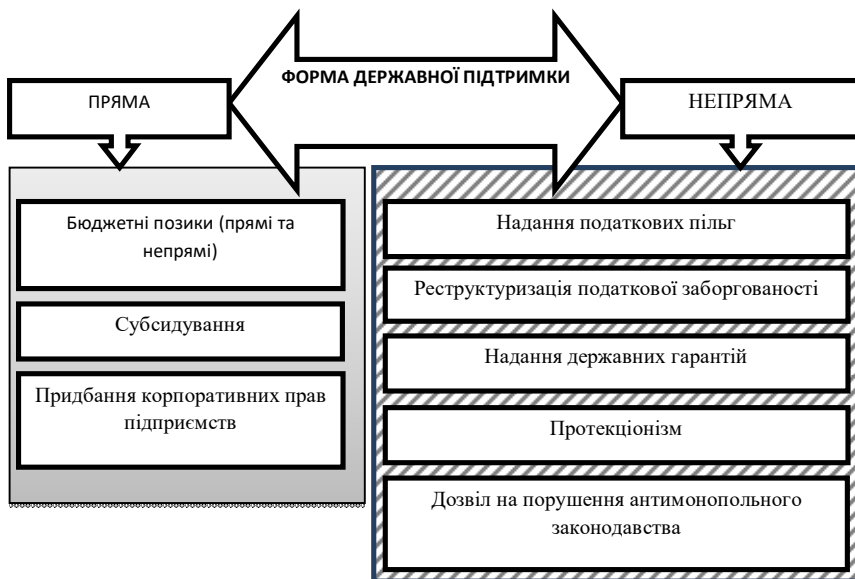 ФОРМА ДЕРЖАВНОЇ ПІДТРИМКИ
ПРЯМА
НЕПРЯМА
Бюджетні позики (прямі та
непрямі)
Субсидування
Придбання корпоративних прав
підприємств
Надання податкових пільг
Реструктуризація податкової заборгованості
Надання державних гарантій
Протекціонізм
Дозвіл на порушення антимонопольного
законодавства